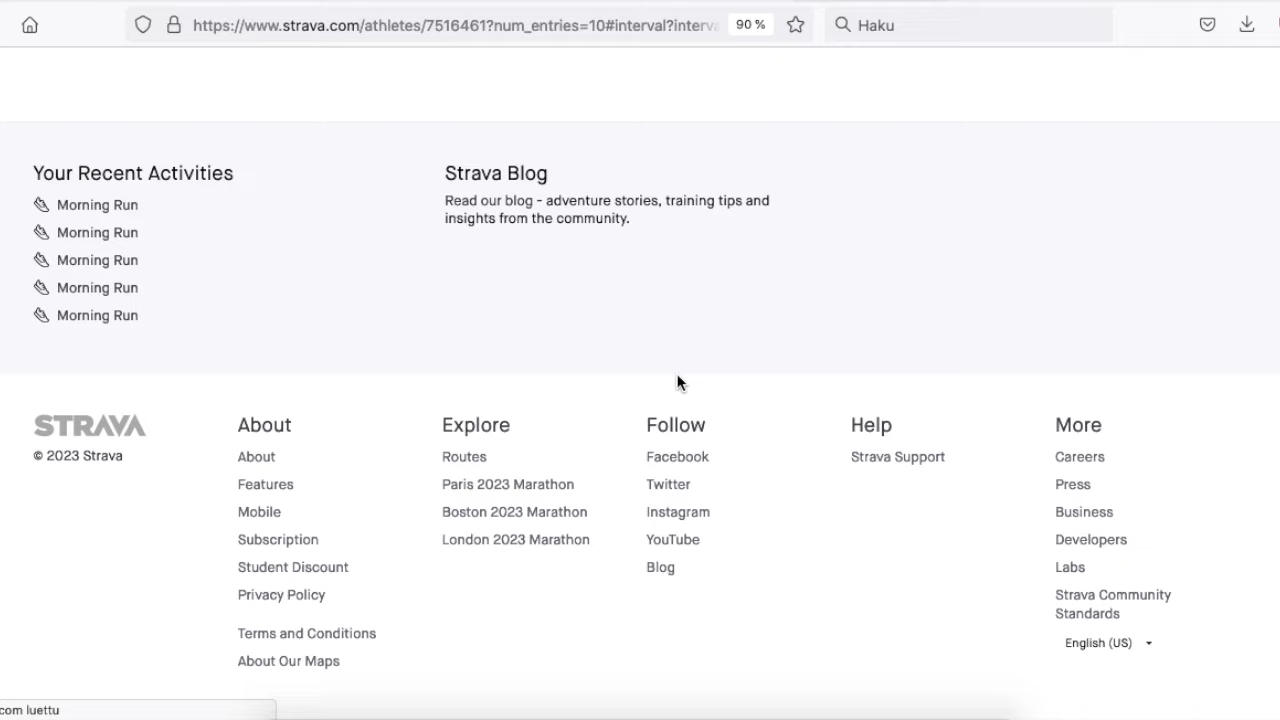 https://www.strava.com/athletes/7516461?num_entries=10#interval?interv
90 %
Haku
Your Recent Activities
Morning Run
Morning Run
Morning Run
Morning Run
Morning Run
Strava Blog
Read our blog - adventure stories, training tips and
insights from the community.
STRAVA
© 2023 Strava
About
About
Features
Mobile
Subscription
Student Discount
Privacy Policy
Terms and Conditions
About Our Maps
Explore
Routes
Paris 2023 Marathon
Boston 2023 Marathon
London 2023 Marathon
Follow
Facebook
Twitter
Instagram
YouTube
Blog
Help
Strava Support
More
Careers
Press
Business
Developers
Labs
Strava Community
Standards
English (US)
com luettu